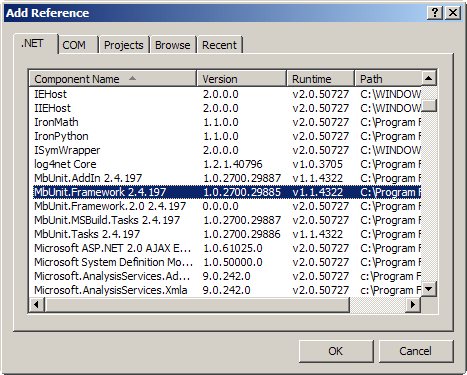 Add Reference
.NET COM Projects Browse Recent
Component Name Version Runtime Path
IEHost 2.0.0.0 v2.0.50727 C:\WINDOW
IIEHost 2.0.0.0 v2.0.50727 C:\WINDOW
IronMath 1.1.0.0 v2.0.50727 C:\Program F
IronPython 1.1.0.0 v2.0.50727 C:\Program F
ISymWrapper 2.0.0.0 v2.0.50727 C:\WINDOW
log4net Core 1.2.1.40796 v1.0.3705 C:\Program F
MbUnit.AddIn 2.4.197 1.0.2700.29887 v1.1.4322 C:\Program F
MbUnit.Framework 2.4.197 1.0.2700.29885 v1.1.4322 C:\Program F
MbUnit.Framework.2.0 2.4.197 0.0.0.0 v2.0.50727 C:\Program F
MbUnit.MSBuild.Tasks 2.4.197 1.0.2700.29887 v2.0.50727 C:\Program F
MbUnit.Tasks 2.4.197 1.0.2700.29886 v1.1.4322 C:\Program F
Microsoft ASP.NET 2.0 AJAX E... 1.0.61025.0 v2.0.50727 C:\Program F
Microsoft System Definition Mo... 1.0.50000.0 v2.0.50727 C:\Program F
Microsoft.AnalysisServices.Ad... 9.0.242.0 v2.0.50727 c:\Program F
Microsoft.AnalysisServices.Xmla 9.0.242.0 v2.0.50727 c:\Program F
OK Cancel